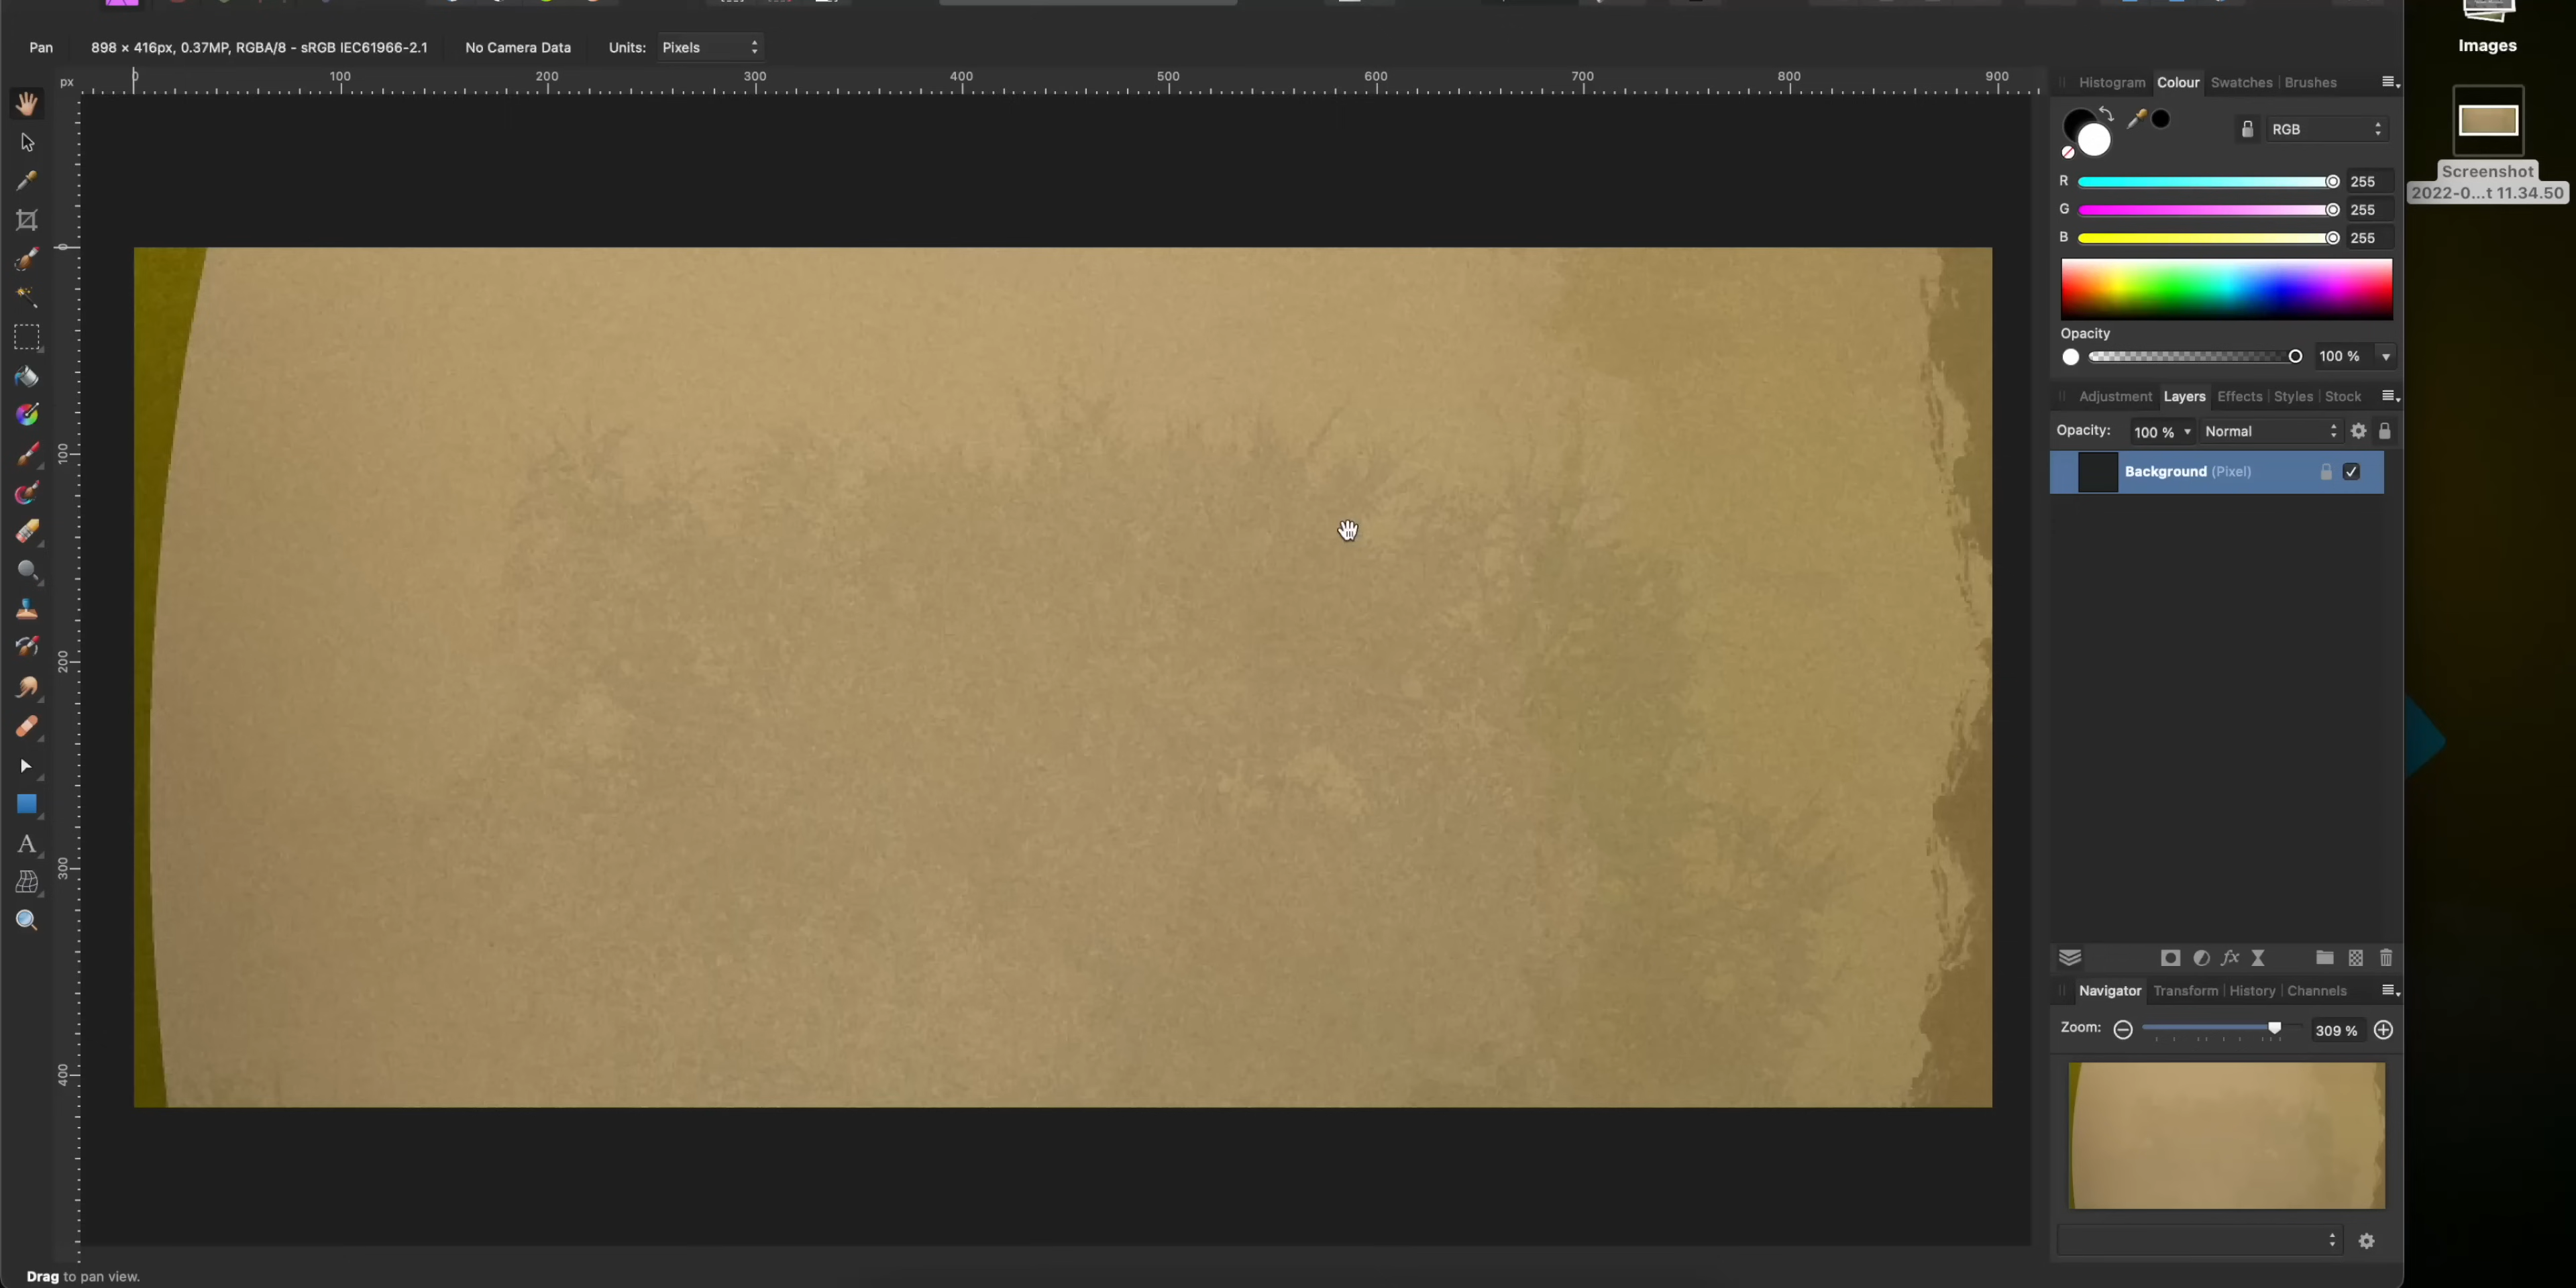 Images
Pan 898 × 416px, 0.37MP, RGBA/8 - sRGB IEC61966-2.1 No Camera Data Units: Pixels
px 0 100 200 300 400 500 600 700 800 900
Histogram Colour Swatches Brushes
RGB
Screenshot
2022-0...t 11.34.50
R 255
G 255
B 255
0
Opacity
100 %
Adjustment Layers Effects Styles Stock
Opacity: 100 % Normal
100
Background (Pixel)
200
300
A
fx
Navigator Transform History Channels
Zoom: 309 %
400
Drag to pan view.